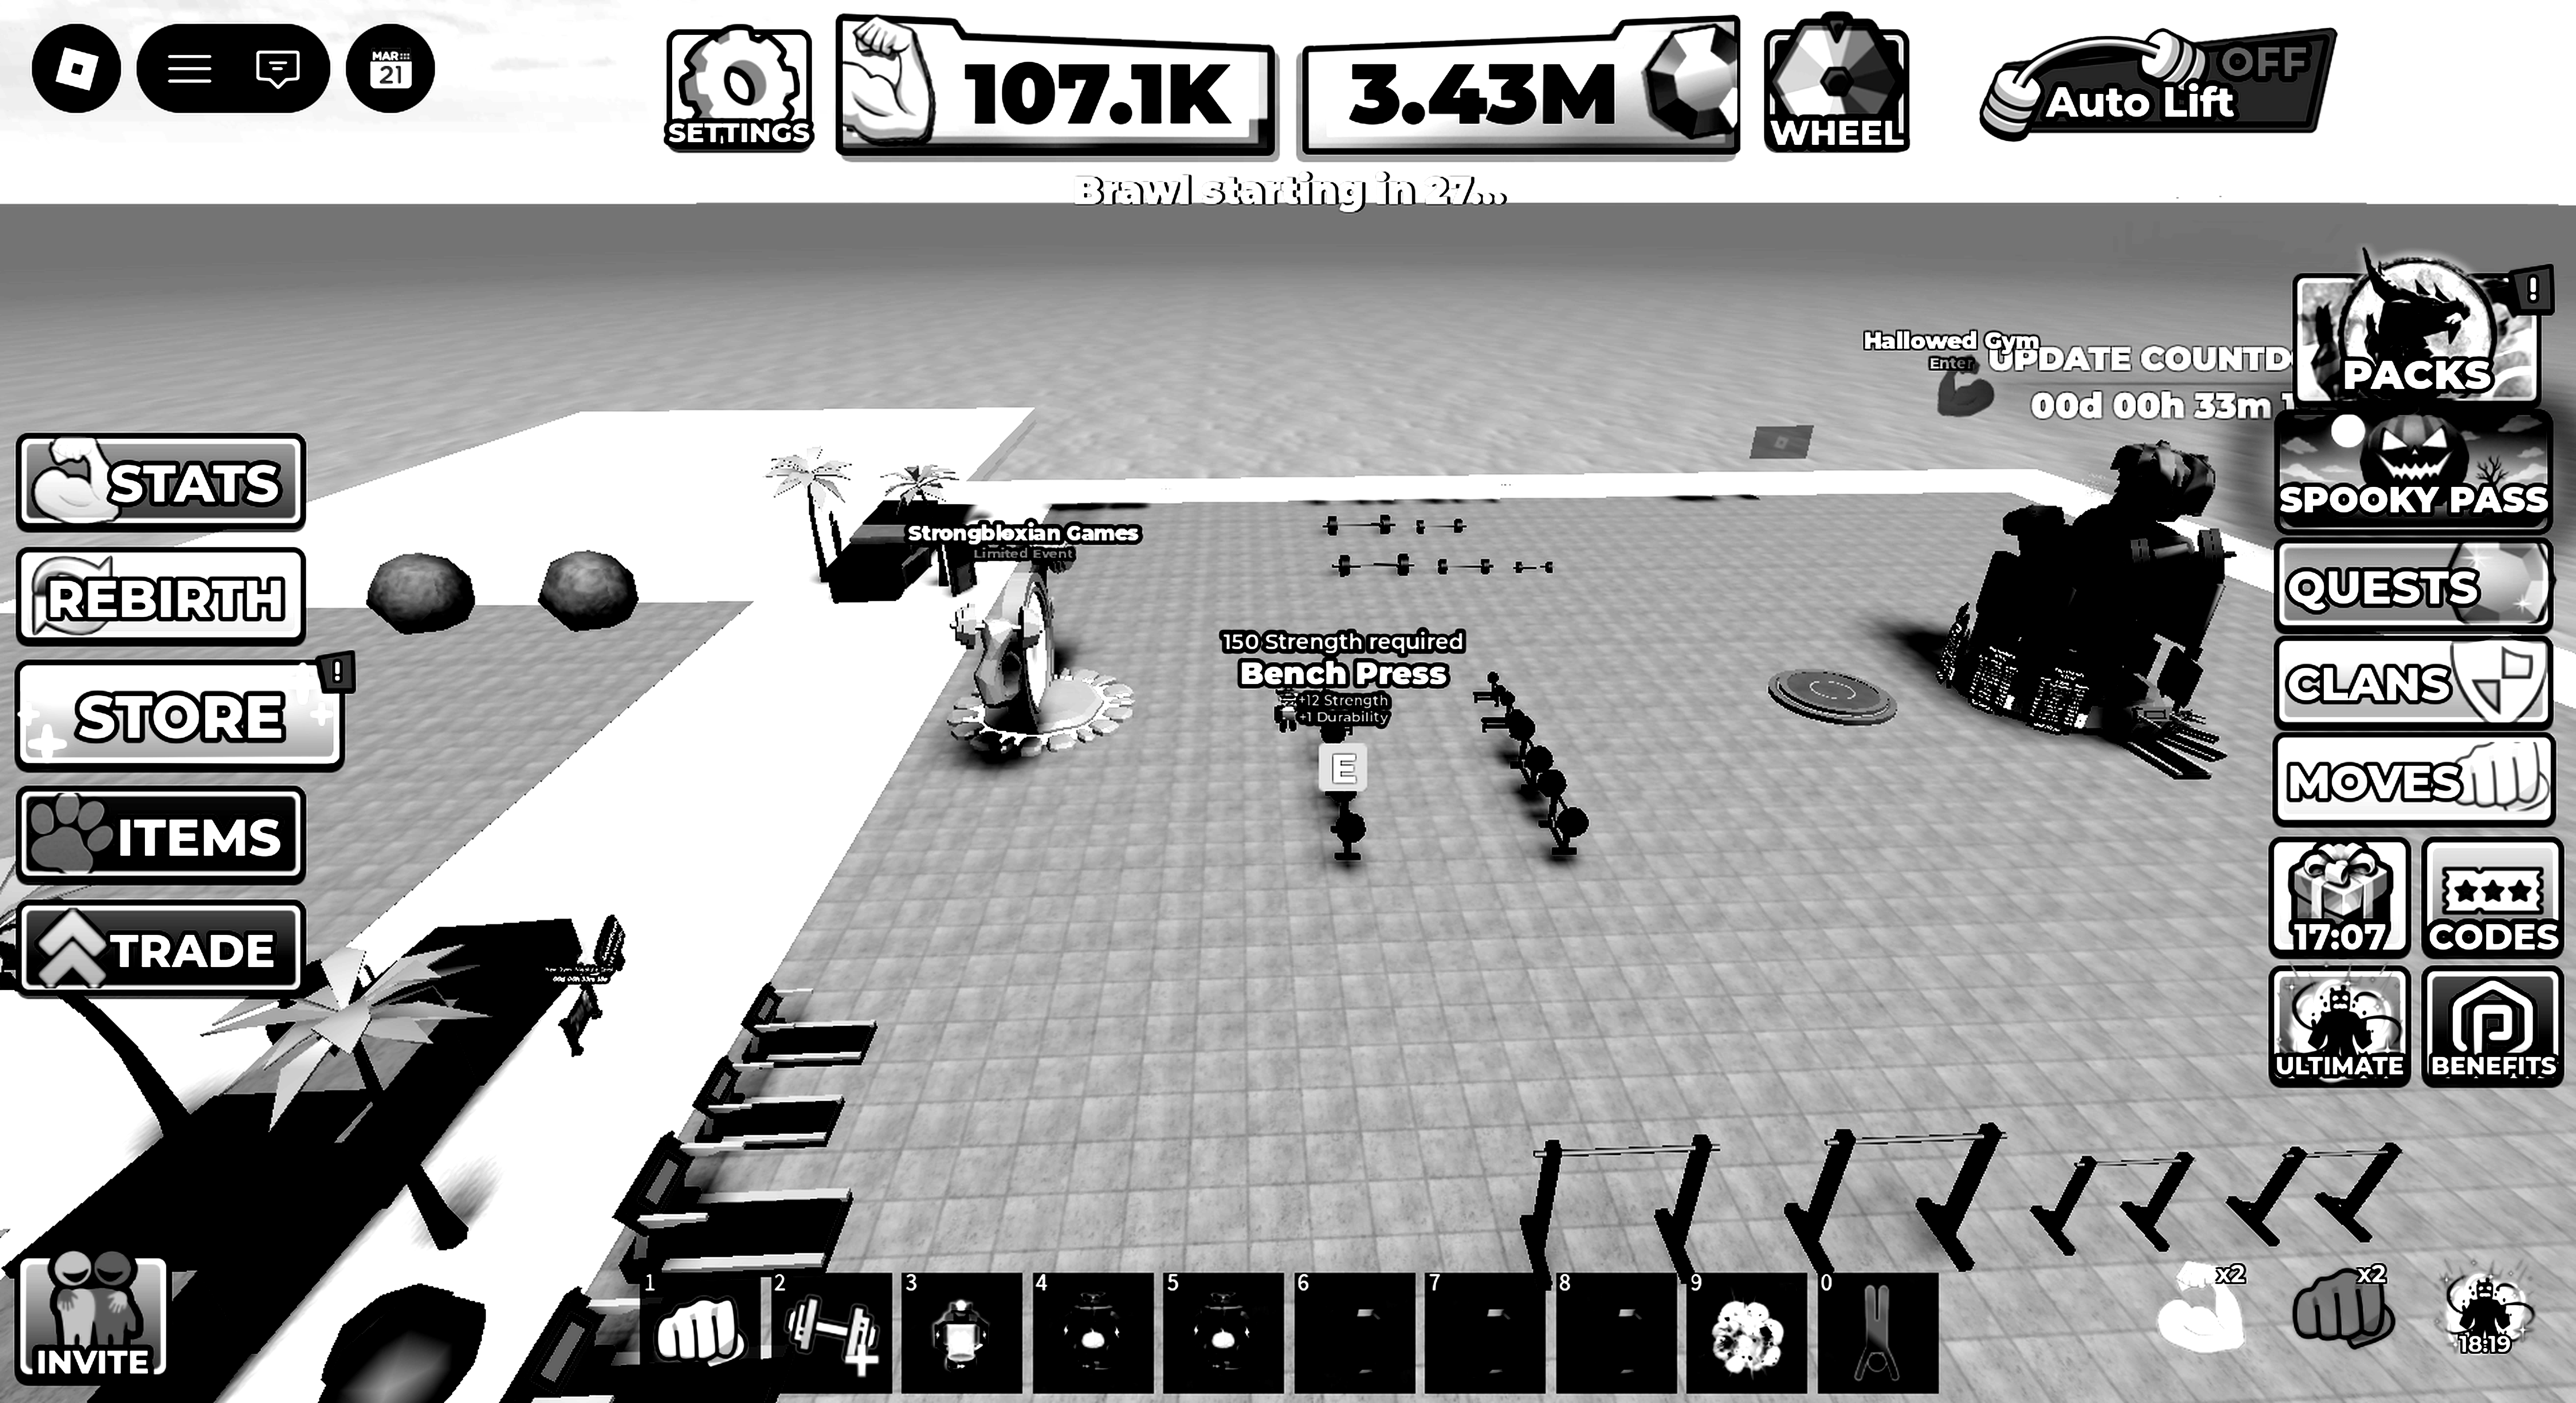 MAR
21
SETTINGS
107.1K
3.43M
WHEEL
OFF
Auto Lift
Brawl starting in 27...
Hallowed Gym
Enter
UPDATE COUNTD
00d 00h 33m 1
PACKS
!
SPOOKY PASS
QUESTS
CLANS
MOVES
17:07
CODES
ULTIMATE
BENEFITS
STATS
REBIRTH
STORE
!
ITEMS
TRADE
INVITE
Strongbloxian Games
Limited Event
150 Strength required
Bench Press
+12 Strength
+1 Durability
E
1
2
3
4
5
6
7
8
9
0
x2
x2
18:19